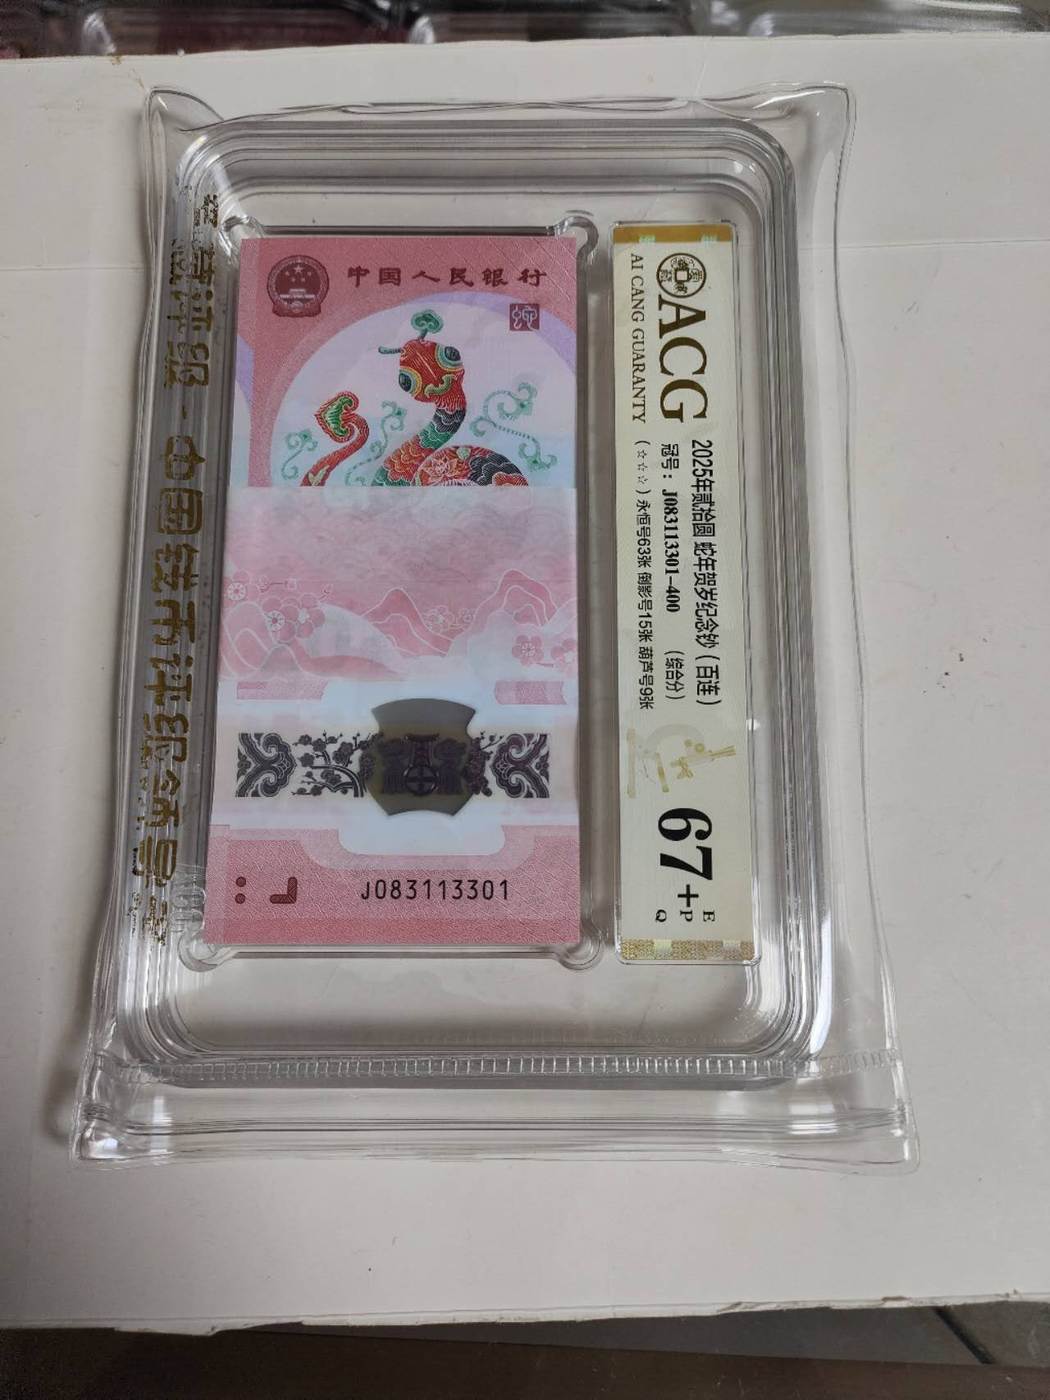 中国人民银行
J083113301
ACG
AI CANG GUARANTY
2025年贰拾圆 蛇年贺岁纪念钞 (百连)
冠号: J083113301-400 (综合分)
(☆☆☆) 永恒号63张 倒影号15张 葫芦号9张
67+
E
P
Q